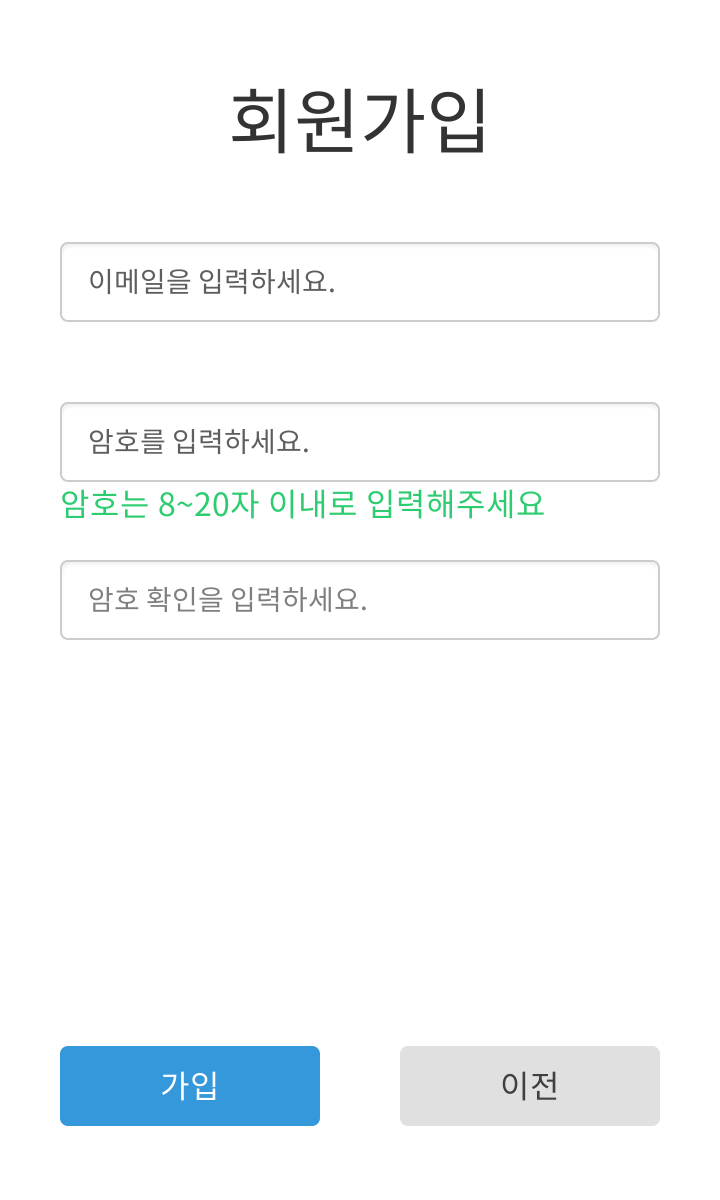 회원가입
이메일을 입력하세요.
암호를 입력하세요.
암호는 8~20자 이내로 입력해주세요
암호 확인을 입력하세요.
가입
이전